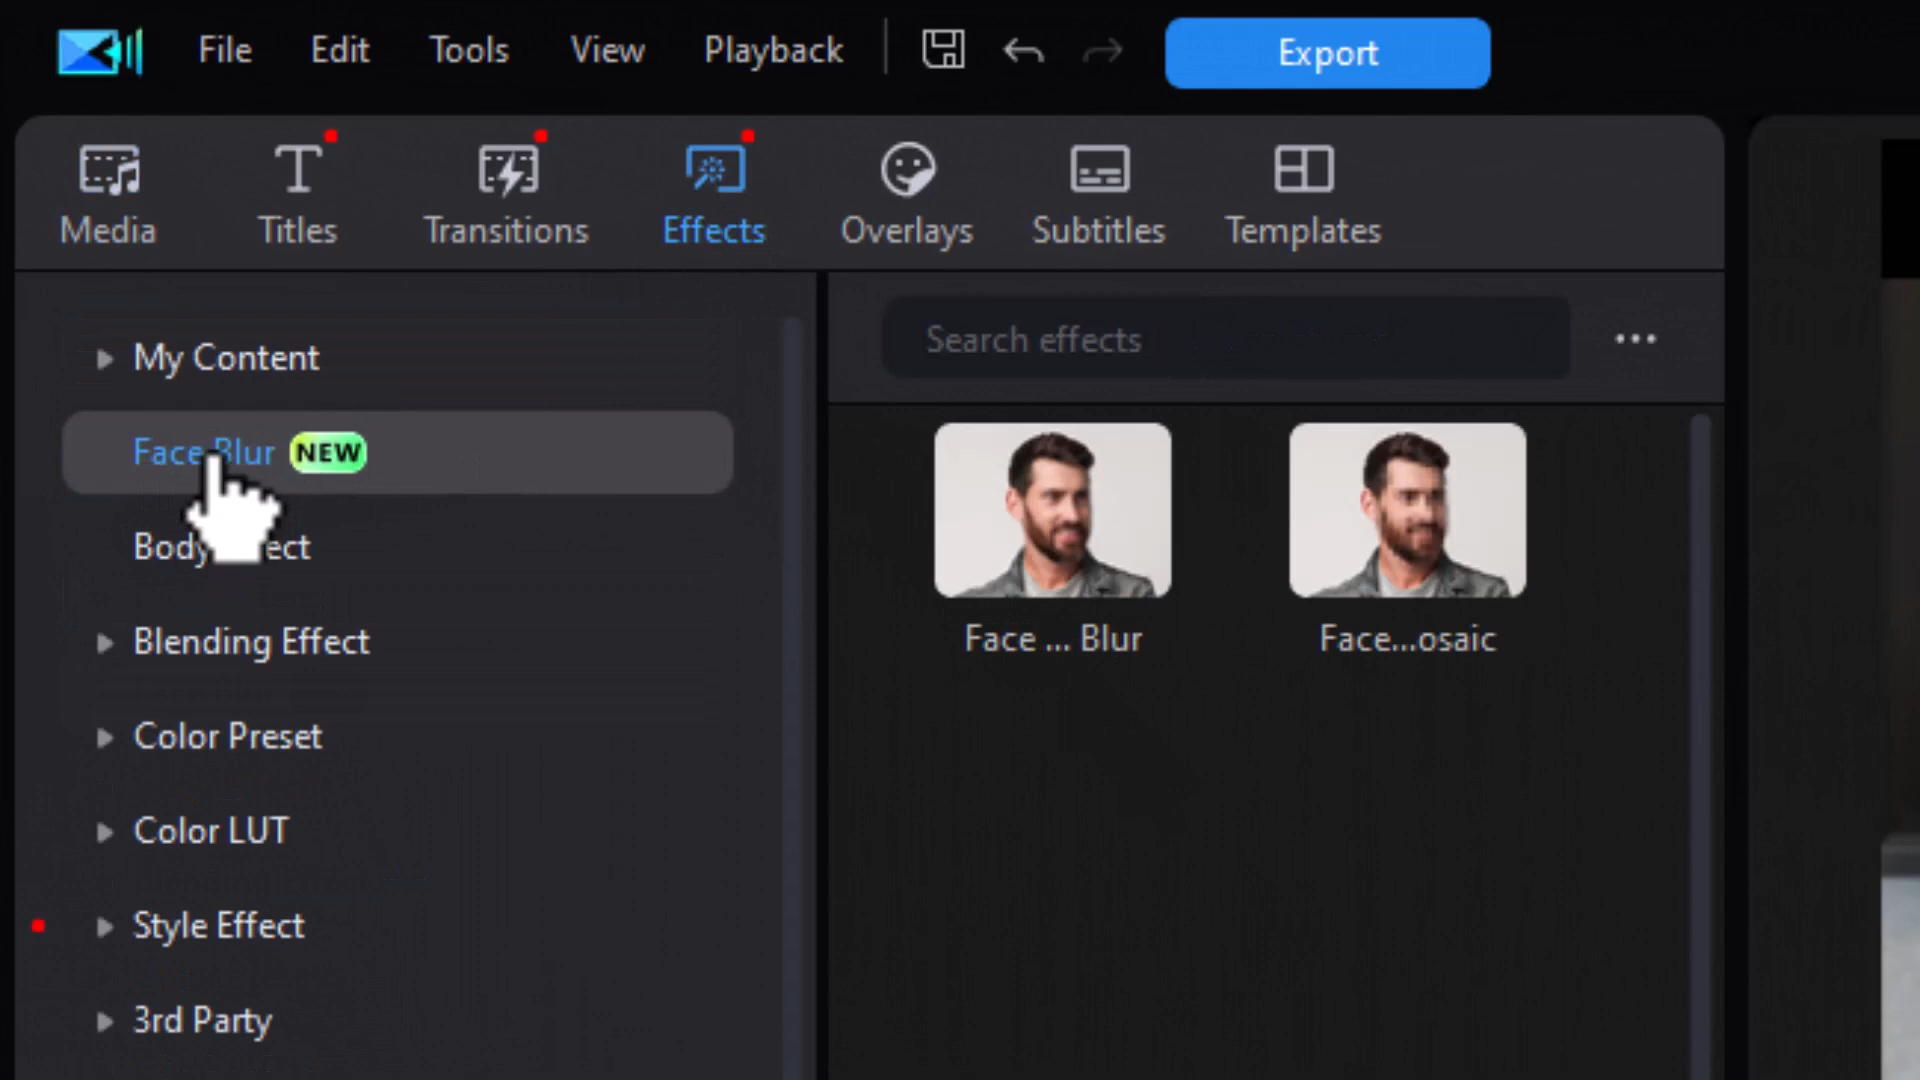 File Edit Tools View Playback Export
Media Titles Transitions Effects Overlays Subtitles Templates
Search effects
My Content
Face Blur NEW
Blending Effect
Color Preset
Color LUT
Style Effect
3rd Party
Face ... Blur
Face...osaic